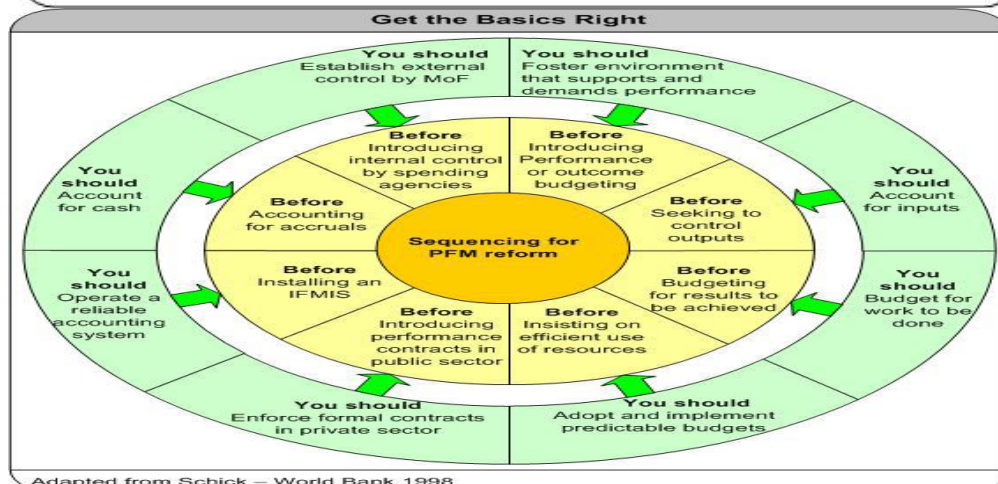 Get the Basics Right
You should
Establish external
control by MoF
You should
Foster environment
that supports and
demands performance
Before
Introducing
internal control
by spending
agencies
Before
Introducing
Performance
or outcome
budgeting
You
should
Account
for cash
Before
Accounting
for accruals
Before
Seeking to
control
outputs
You
should
Account
for inputs
Sequencing for
PFM reform
You
should
Operate a
reliable
accounting
system
Before
Installing an
IFMIS
Before
Budgeting
for results to
be achieved
You
should
Budget for
work to be
done
Before
Introducing
performance
contracts in
public sector
Before
Insisting on
efficient use
of resources
You should
Enforce formal contracts
in private sector
You should
Adopt and implement
predictable budgets
Adapted from Schick – World Bank 1998